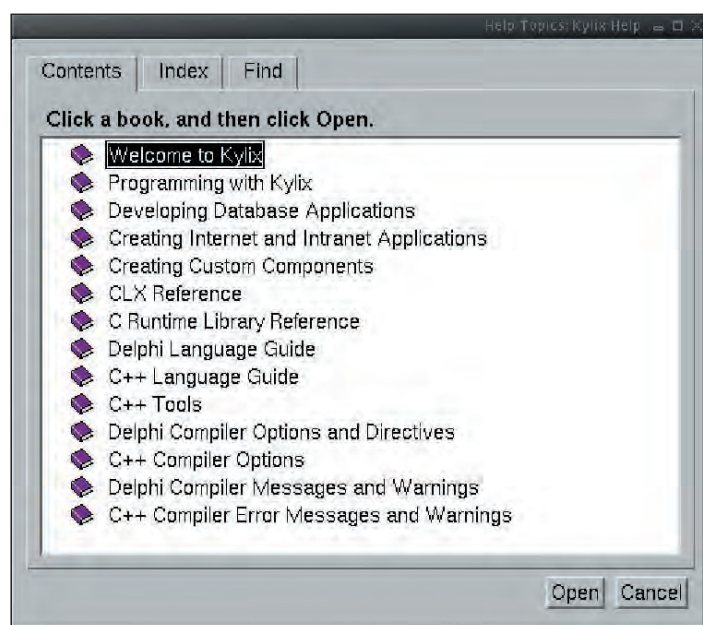 Help Topics: Kylix Help
Contents Index Find
Click a book, and then click Open.
Welcome to Kylix
Programming with Kylix
Developing Database Applications
Creating Internet and Intranet Applications
Creating Custom Components
CLX Reference
C Runtime Library Reference
Delphi Language Guide
C++ Language Guide
C++ Tools
Delphi Compiler Options and Directives
C++ Compiler Options
Delphi Compiler Messages and Warnings
C++ Compiler Error Messages and Warnings
Open Cancel